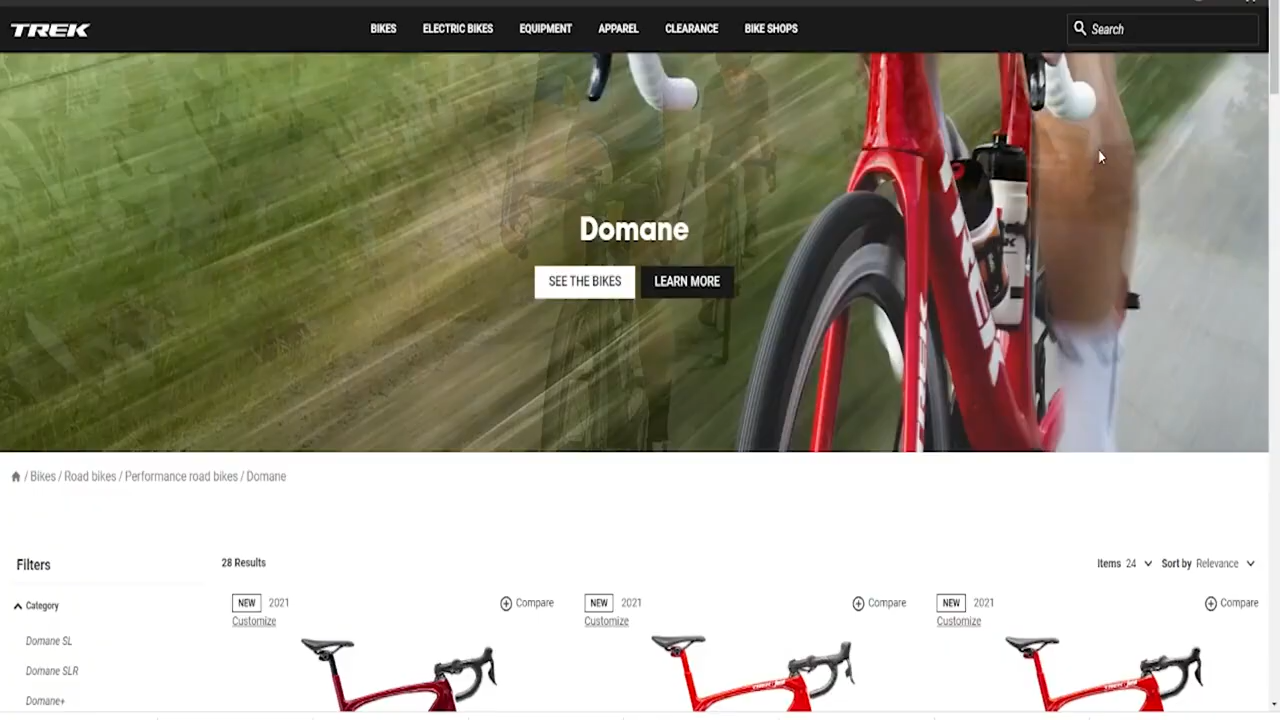 TREK
BIKES ELECTRIC BIKES EQUIPMENT APPAREL CLEARANCE BIKE SHOPS
Search
Domane
SEE THE BIKES LEARN MORE
TREK
TREK
/ Bikes / Road bikes / Performance road bikes / Domane
Filters
28 Results
Items 24 Sort by Relevance
Category
NEW 2021 Compare
Customize
NEW 2021 Compare
Customize
NEW 2021 Compare
Customize
Domane SL
Domane SLR
Domane+